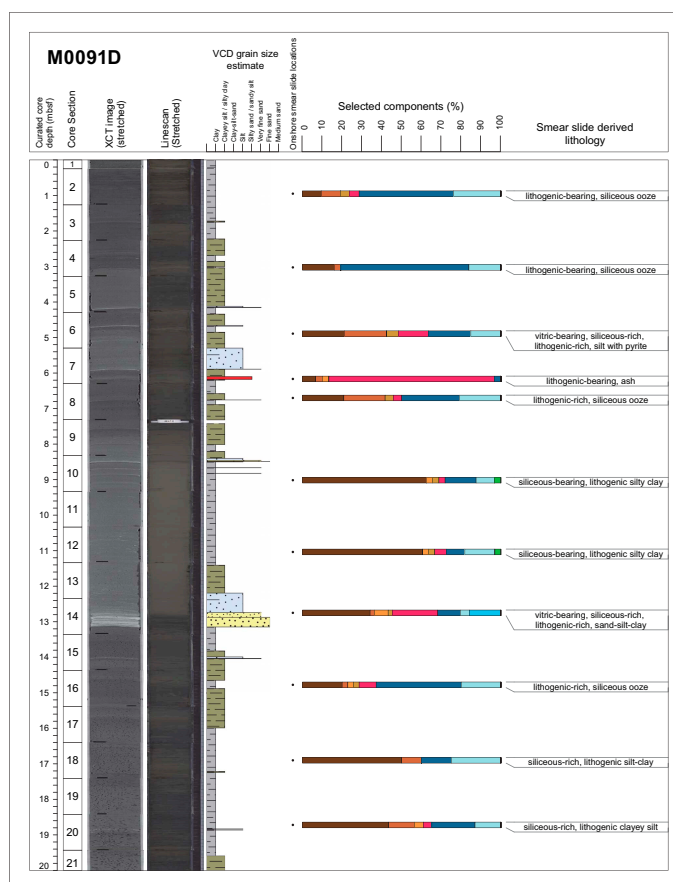 M0091D
VCD grain size
estimate
Curated core
depth (mbsf)
Core Section
XCT image
(stretched)
Linescan
(Stretched)
Clay
Clayey silt / silty clay
Clay-silt-sand
Silt
Silty sand / sandy silt
Very fine sand
Fine sand
Medium sand
Onshore smear slide locations
Selected components (%)
0 10 20 30 40 50 60 70 80 90 100
Smear slide derived
lithology
0
1
2
3
4
5
6
7
8
9
10
11
12
13
14
15
16
17
18
19
20
1
2
3
4
5
6
7
8
9
10
11
12
13
14
15
16
17
18
19
20
21
lithogenic-bearing, siliceous ooze
lithogenic-bearing, siliceous ooze
vitric-bearing, siliceous-rich,
lithogenic-rich, silt with pyrite
lithogenic-bearing, ash
lithogenic-rich, siliceous ooze
siliceous-bearing, lithogenic silty clay
siliceous-bearing, lithogenic silty clay
vitric-bearing, siliceous-rich,
lithogenic-rich, sand-silt-clay
lithogenic-rich, siliceous ooze
siliceous-rich, lithogenic silt-clay
siliceous-rich, lithogenic clayey silt